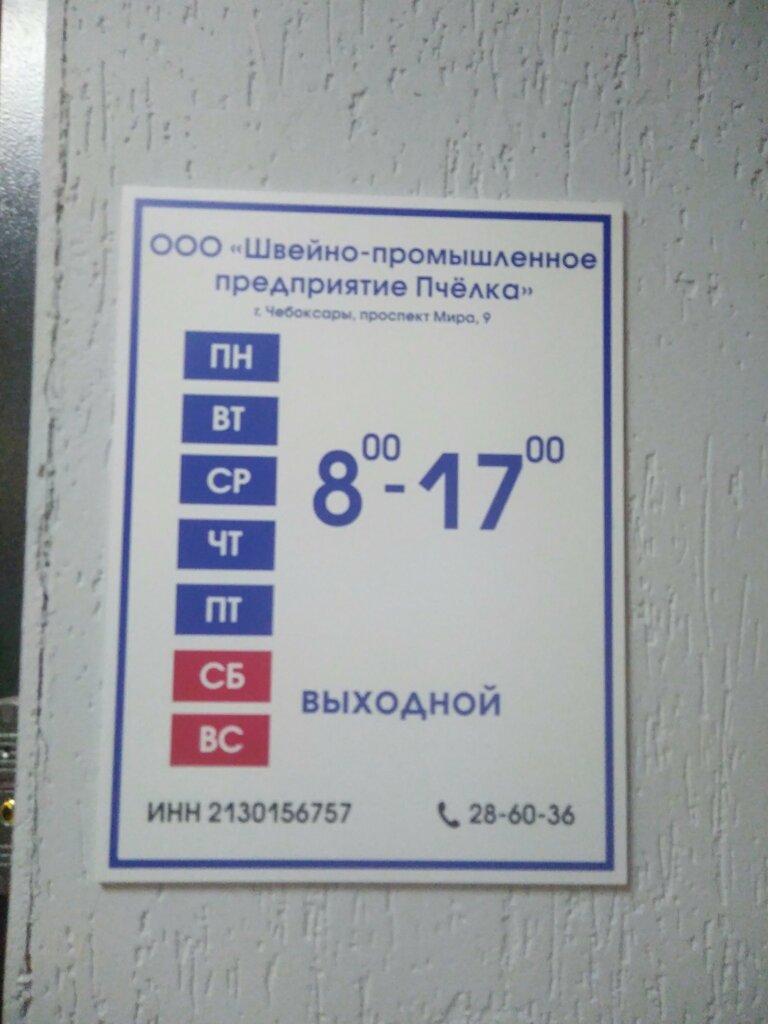 ООО «Швейно-промышленное
предприятие Пчёлка»
г. Чебоксары, проспект Мира, 9
ПН
ВТ
СР
8⁰⁰-17⁰⁰
ЧТ
ПТ
СБ
ВЫХОДНОЙ
ВС
ИНН 2130156757 28-60-36